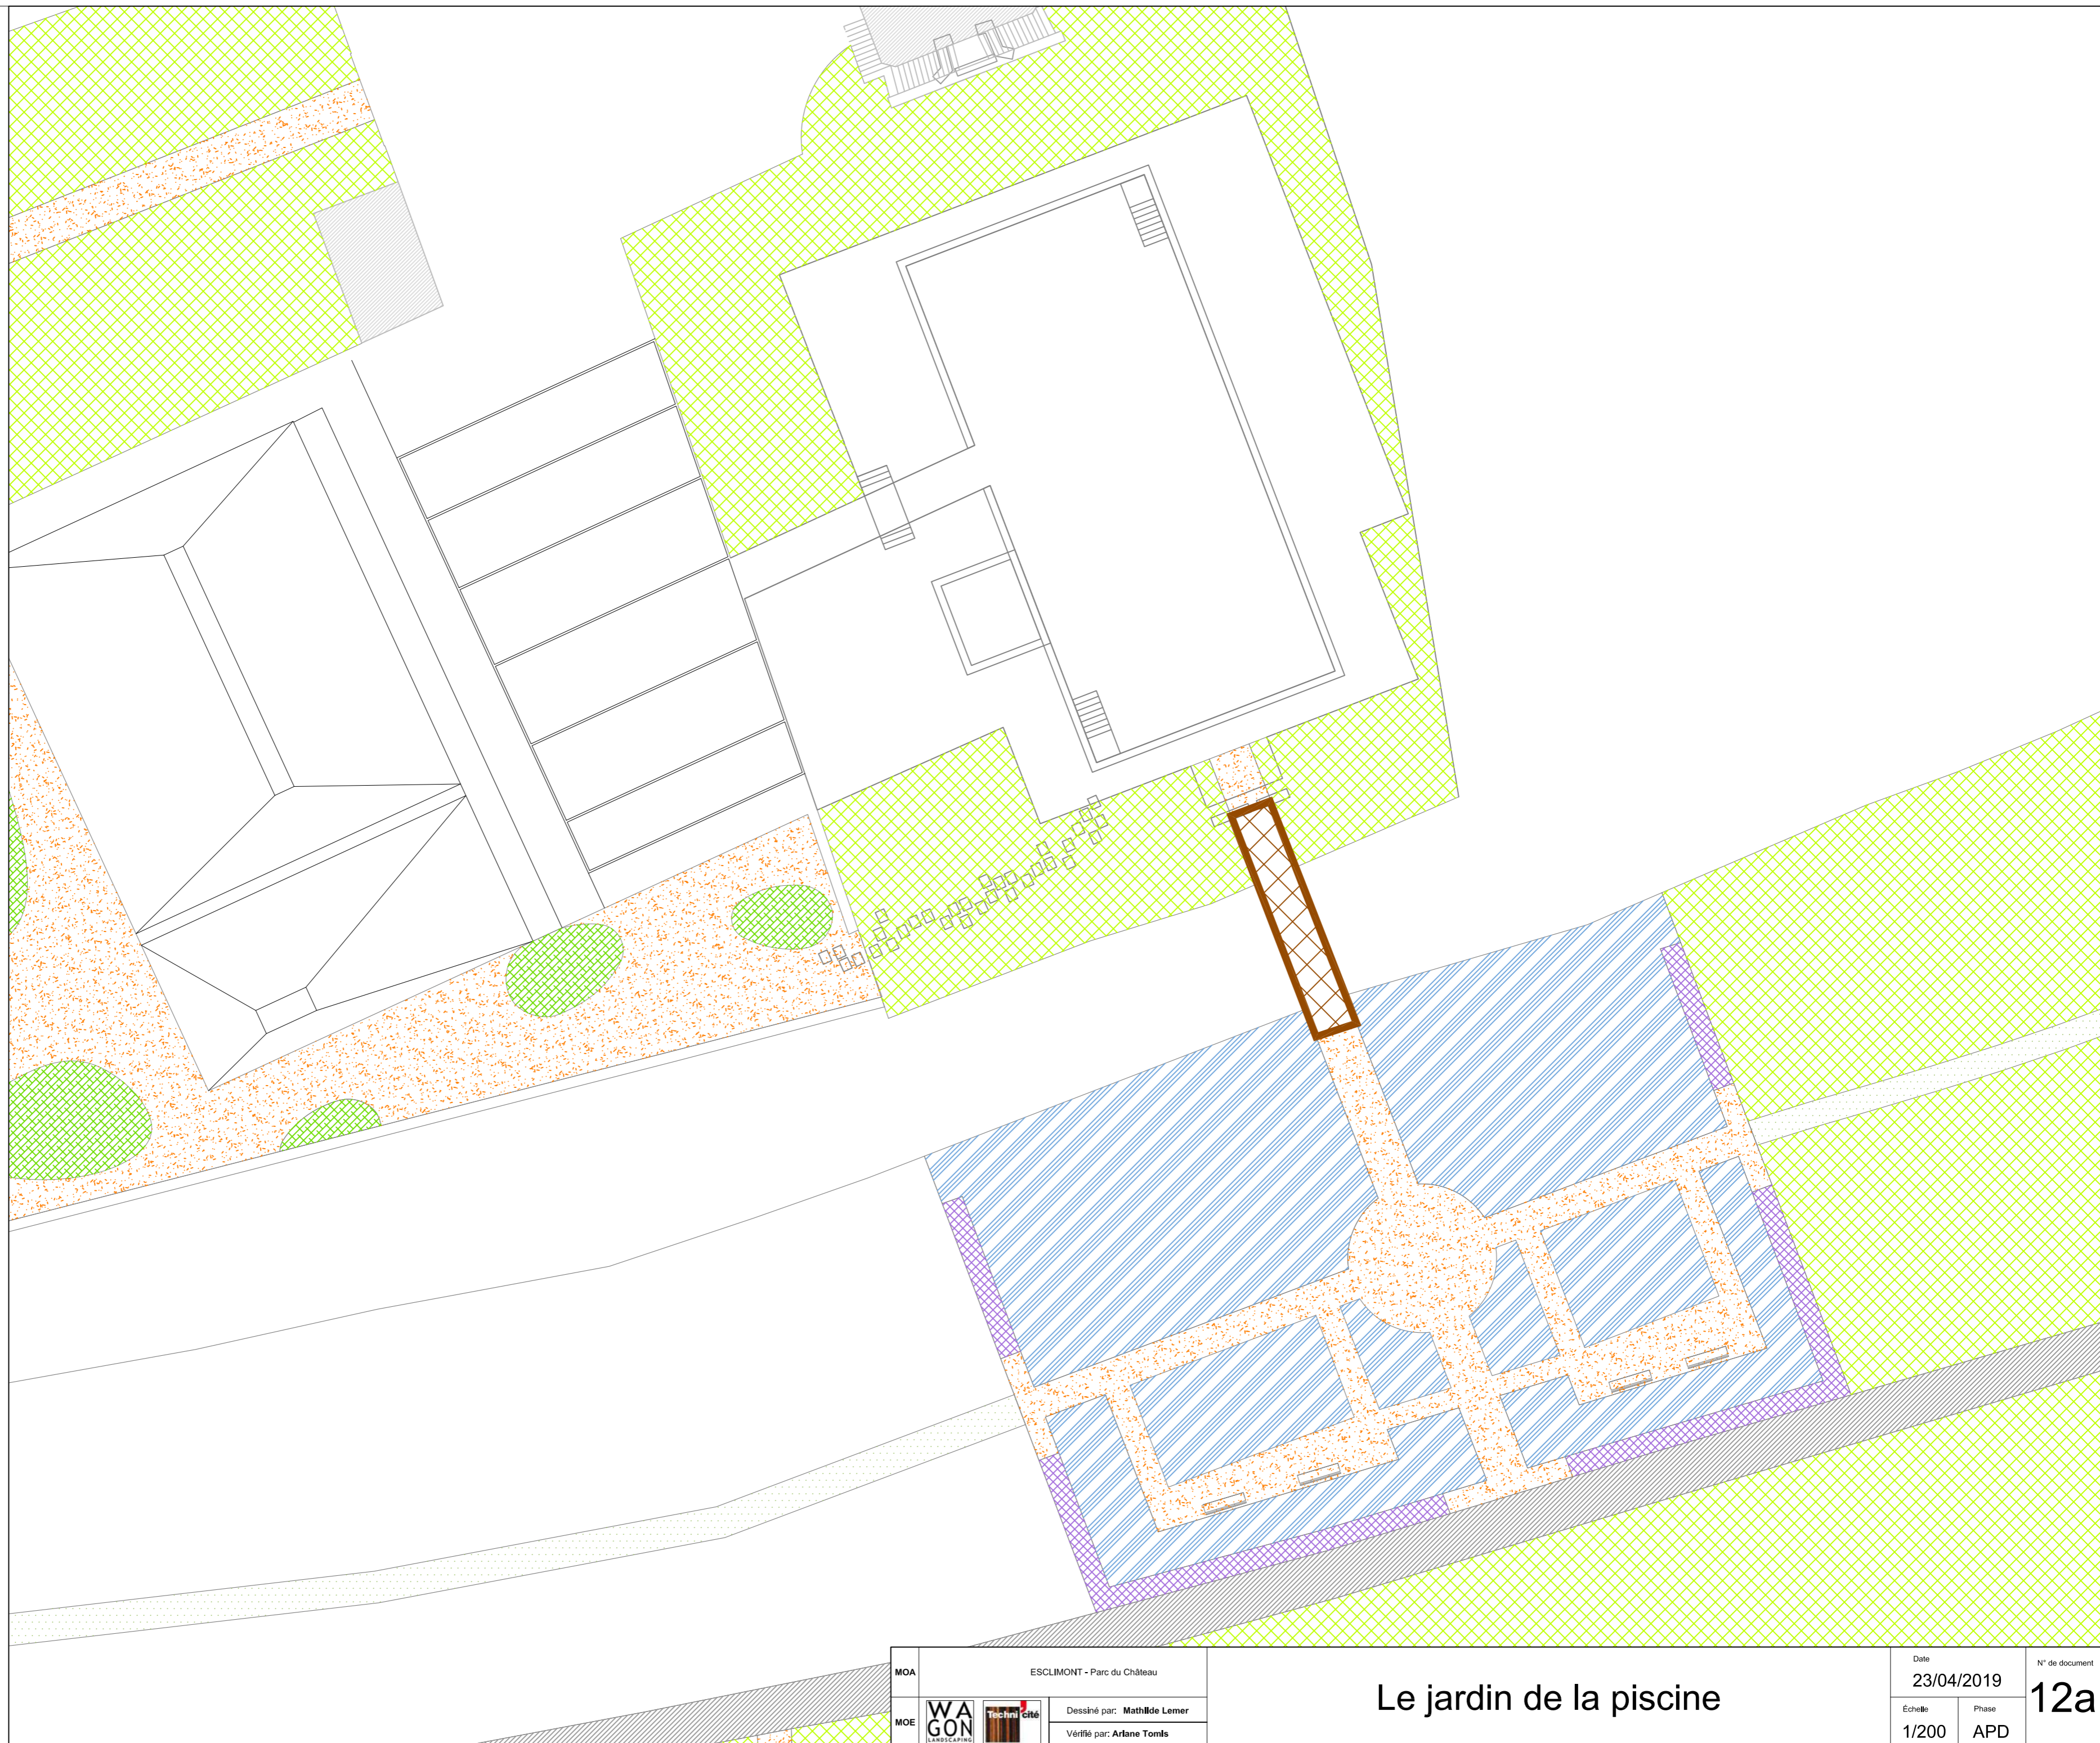 MOA
ESCLIMONT - Parc du Château
MOE
WA
GON
LANDSCAPING
Techni'cité
Dessiné par: Mathilde Lemer
Vérifié par: Ariane Tomis
Le jardin de la piscine
Date
23/04/2019
Échelle
1/200
Phase
APD
N° de document
12a